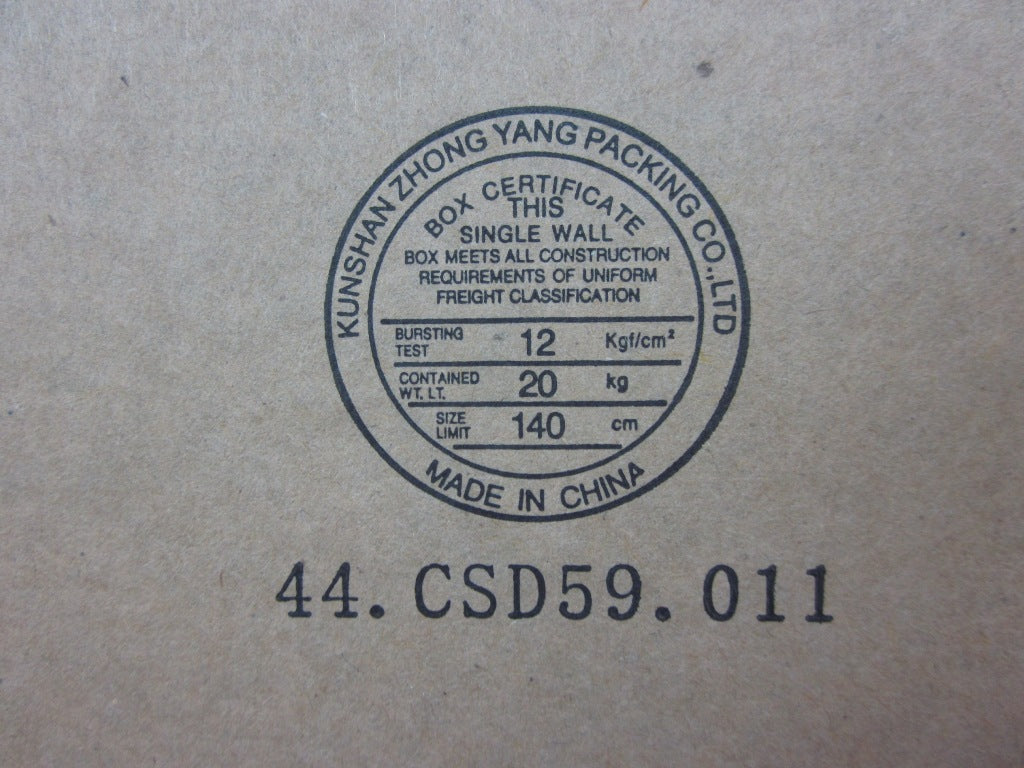 KUNSHAN ZHONG YANG PACKING CO.,LTD
BOX CERTIFICATE
THIS
SINGLE WALL
BOX MEETS ALL CONSTRUCTION
REQUIREMENTS OF UNIFORM
FREIGHT CLASSIFICATION
BURSTING TEST 12 Kgf/cm²
CONTAINED WT. LT. 20 kg
SIZE LIMIT 140 cm
MADE IN CHINA
44.CSD59.011